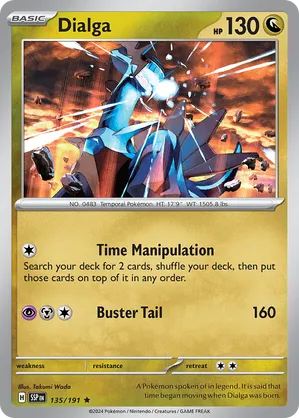 BASIC
Dialga
HP 130
NO. 0483 Temporal Pokémon HT: 17'9" WT: 1505.8 lbs.
Time Manipulation
Search your deck for 2 cards, shuffle your deck, then put
those cards on top of it in any order.
Buster Tail 160
weakness resistance retreat
Illus. Takumi Wada
A Pokémon spoken of in legend. It is said that
time began moving when Dialga was born.
H SSP EN 135/191 ★
©2024 Pokémon / Nintendo / Creatures / GAME FREAK